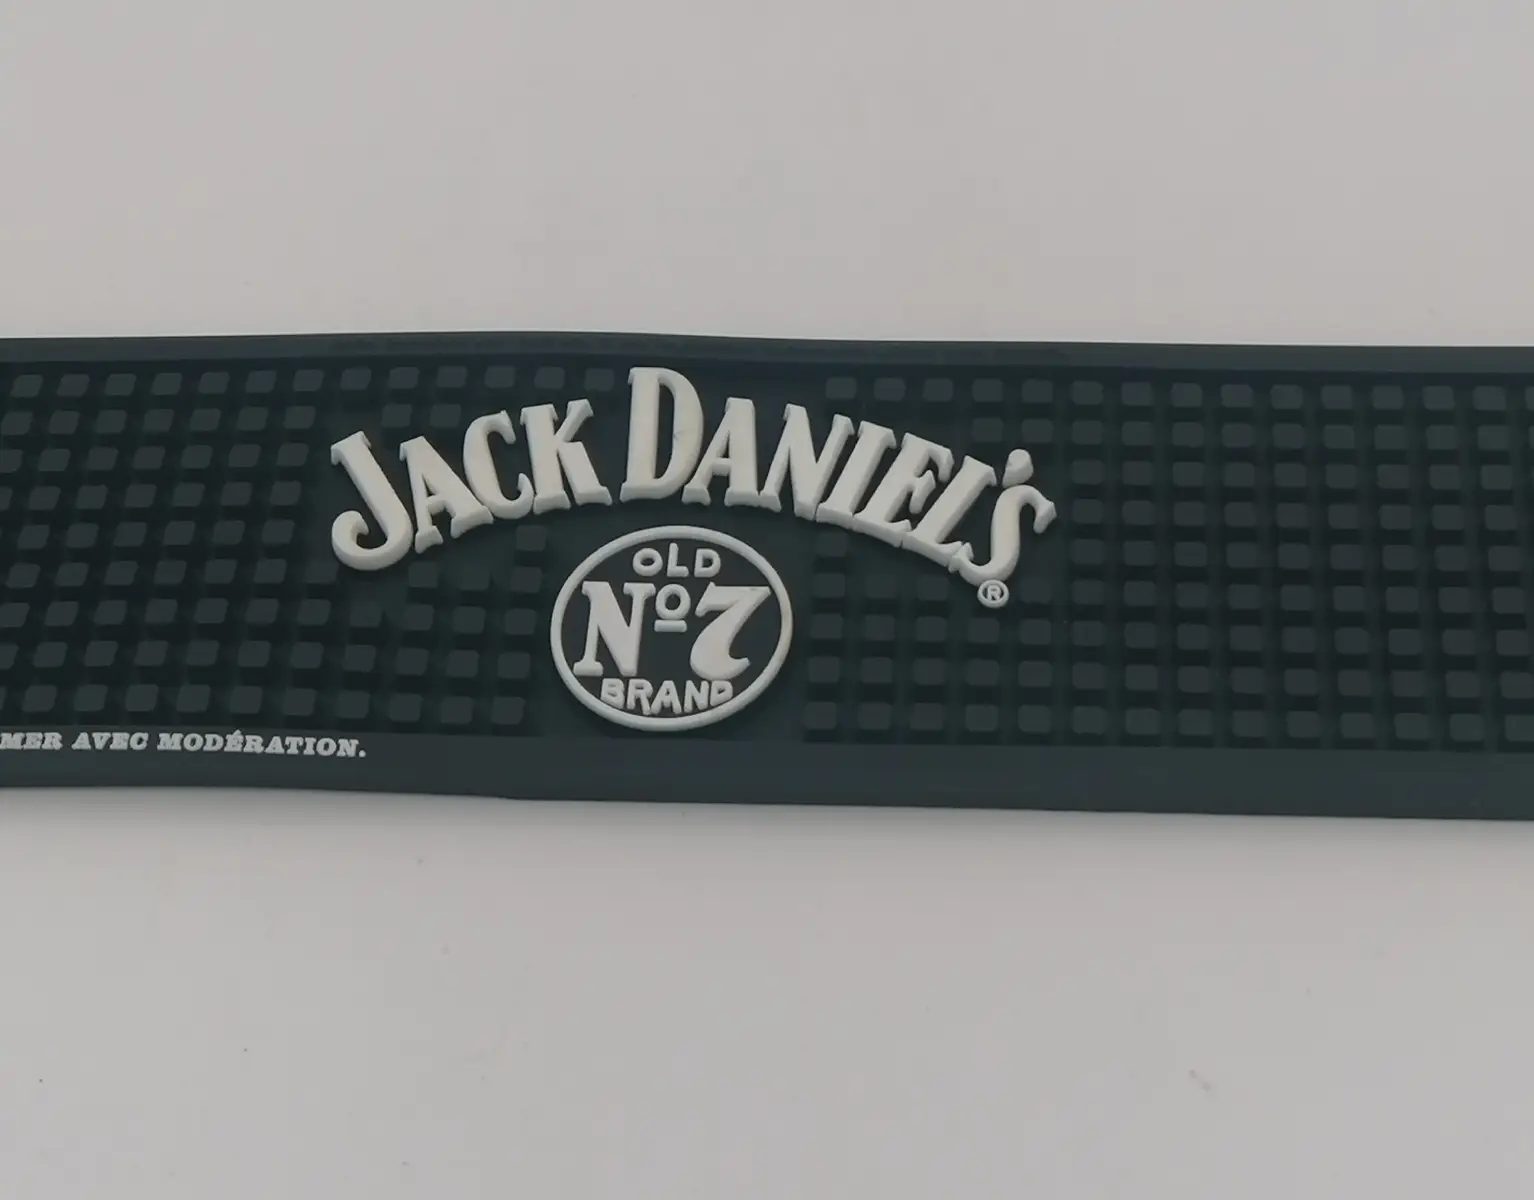 JACK DANIEL'S®
OLD
Nº7
BRAND
MER AVEC MODÉRATION.